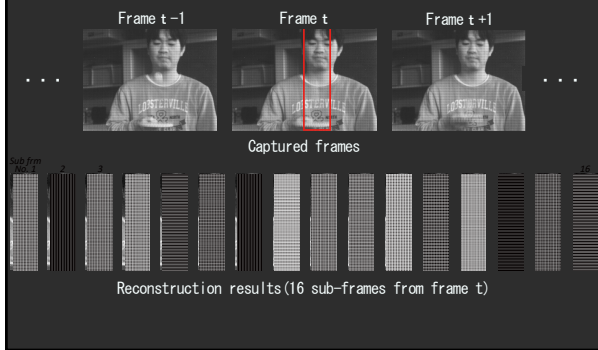 Frame t-1 Frame t Frame t+1
Captured frames
Sub frm
No. 1 2 3 16
Reconstruction results(16 sub-frames from frame t)